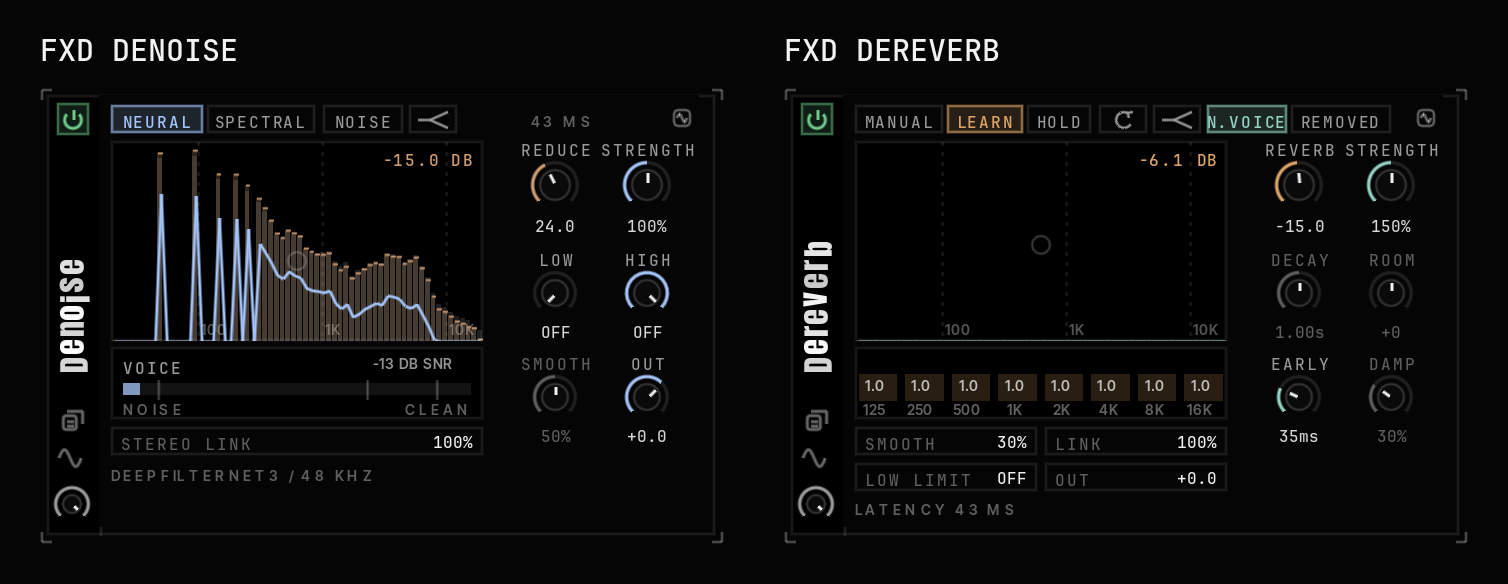 FXD DENOISE
NEURAL SPECTRAL NOISE 43 MS
-15.0 DB
100 1K 10K
REDUCE STRENGTH
24.0 100%
LOW HIGH
OFF OFF
SMOOTH OUT
50% +0.0
Denoise
VOICE -13 DB SNR
NOISE CLEAN
STEREO LINK 100%
DEEPFILTERNET3 / 48 KHZ
FXD DEREVERB
MANUAL LEARN HOLD N.VOICE REMOVED
-6.1 DB
100 1K 10K
REVERB STRENGTH
-15.0 150%
DECAY ROOM
1.00s +0
EARLY DAMP
35ms 30%
Dereverb
1.0 1.0 1.0 1.0 1.0 1.0 1.0 1.0
125 250 500 1K 2K 4K 8K 16K
SMOOTH 30% LINK 100%
LOW LIMIT OFF OUT +0.0
LATENCY 43 MS